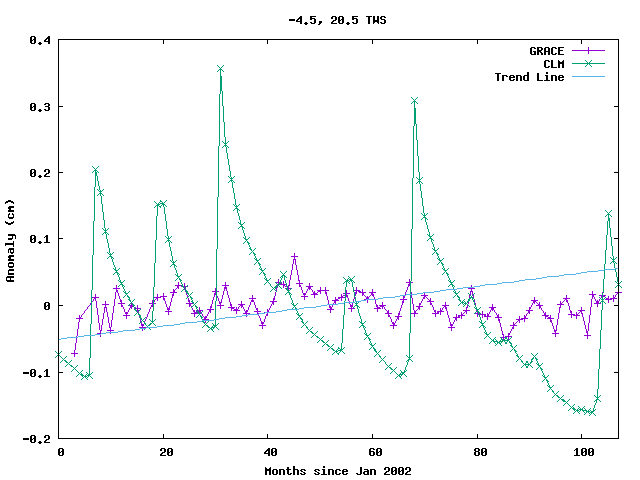 -4.5, 20.5 TWS
GRACE
CLM
Trend Line
Anomaly (cm)
0.4
0.3
0.2
0.1
0
-0.1
-0.2
0 20 40 60 80 100
Months since Jan 2002